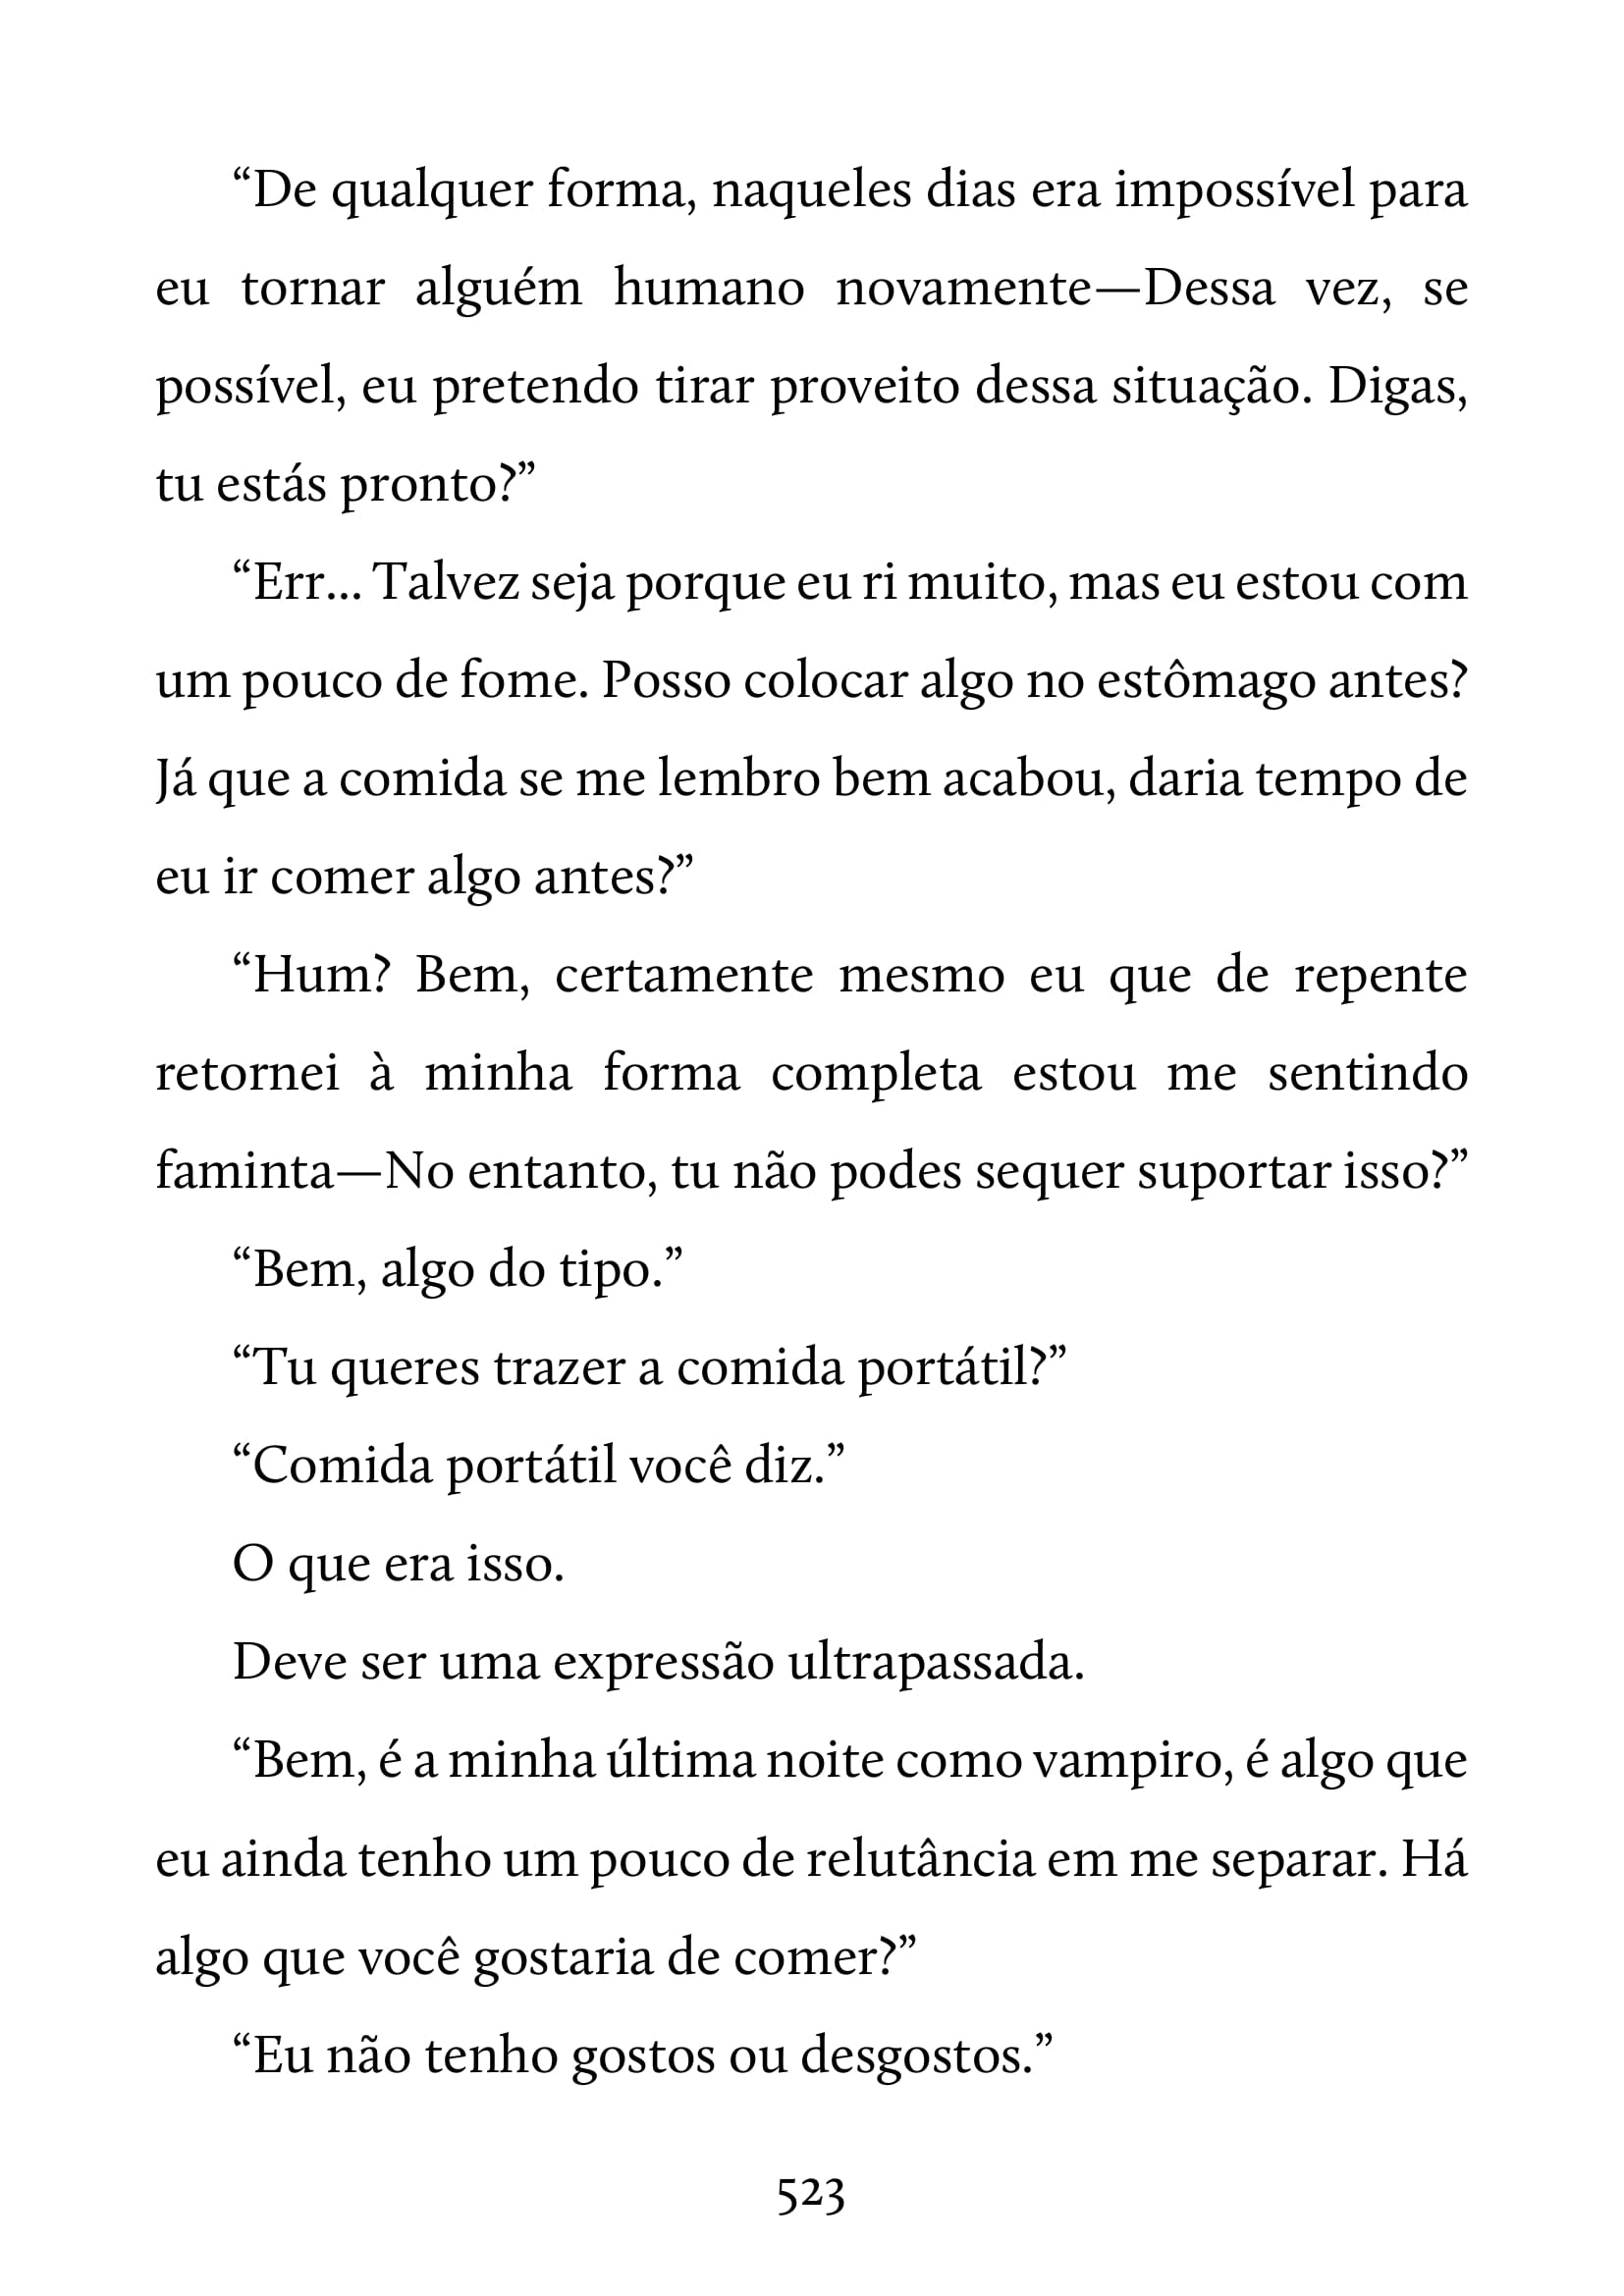 “De qualquer forma, naqueles dias era impossível para
eu tornar alguém humano novamente—Dessa vez, se
possível, eu pretendo tirar proveito dessa situação. Digas,
tu estás pronto?”
“Err... Talvez seja porque eu ri muito, mas eu estou com
um pouco de fome. Posso colocar algo no estômago antes?
Já que a comida se me lembro bem acabou, daria tempo de
eu ir comer algo antes?”
“Hum? Bem, certamente mesmo eu que de repente
retornei à minha forma completa estou me sentindo
faminta—No entanto, tu não podes sequer suportar isso?”
“Bem, algo do tipo.”
“Tu queres trazer a comida portátil?”
“Comida portátil você diz.”
O que era isso.
Deve ser uma expressão ultrapassada.
“Bem, é a minha última noite como vampiro, é algo que
eu ainda tenho um pouco de relutância em me separar. Há
algo que você gostaria de comer?”
“Eu não tenho gostos ou desgostos.”
523